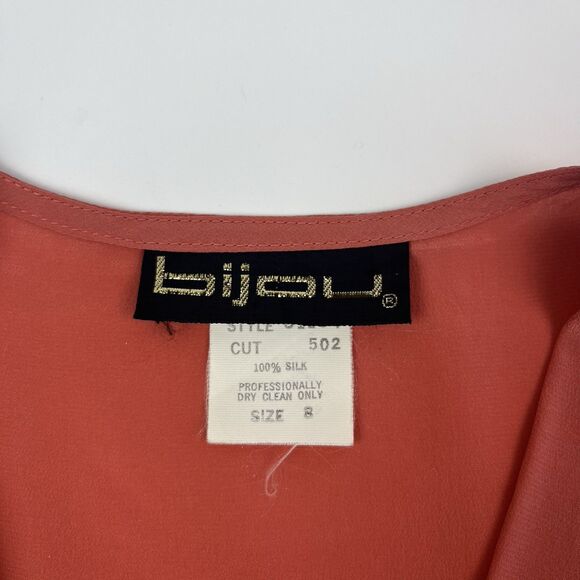 bijou ®
STYLE
CUT 502
100% SILK
PROFESSIONALLY
DRY CLEAN ONLY
SIZE 8